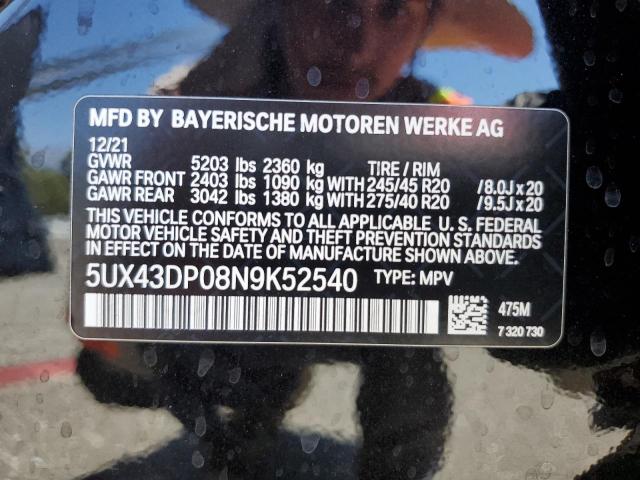 MFD BY BAYERISCHE MOTOREN WERKE AG
12/21
GVWR 5203 lbs 2360 kg TIRE / RIM
GAWR FRONT 2403 lbs 1090 kg WITH 245/45 R20 /8.0J x 20
GAWR REAR 3042 lbs 1380 kg WITH 275/40 R20 /9.5J x 20
THIS VEHICLE CONFORMS TO ALL APPLICABLE U. S. FEDERAL
MOTOR VEHICLE SAFETY AND THEFT PREVENTION STANDARDS
IN EFFECT ON THE DATE OF MANUFACTURE SHOWN ABOVE.
5UX43DP08N9K52540 TYPE: MPV
475M
7 320 730